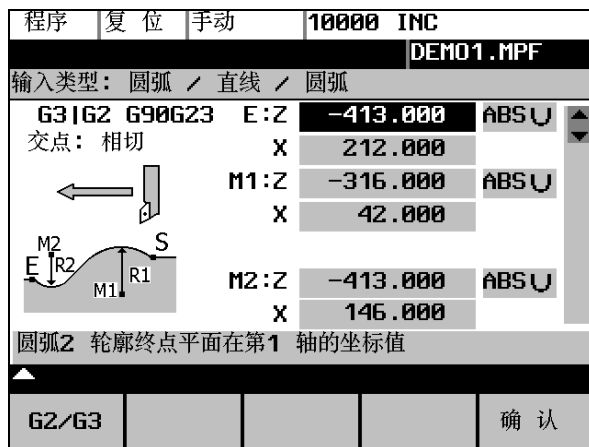 程序 复 位 手动 10000 INC
DEMO1.MPF
输入类型: 圆弧 / 直线 / 圆弧
G3|G2 G90G23 E:Z -413.000 ABS
交点: 相切 X 212.000
M1:Z -316.000 ABS
X 42.000
M2 S
E R2 R1
M1
M2:Z -413.000 ABS
X 146.000
圆弧2 轮廓终点平面在第1 轴的坐标值
G2/G3 确 认